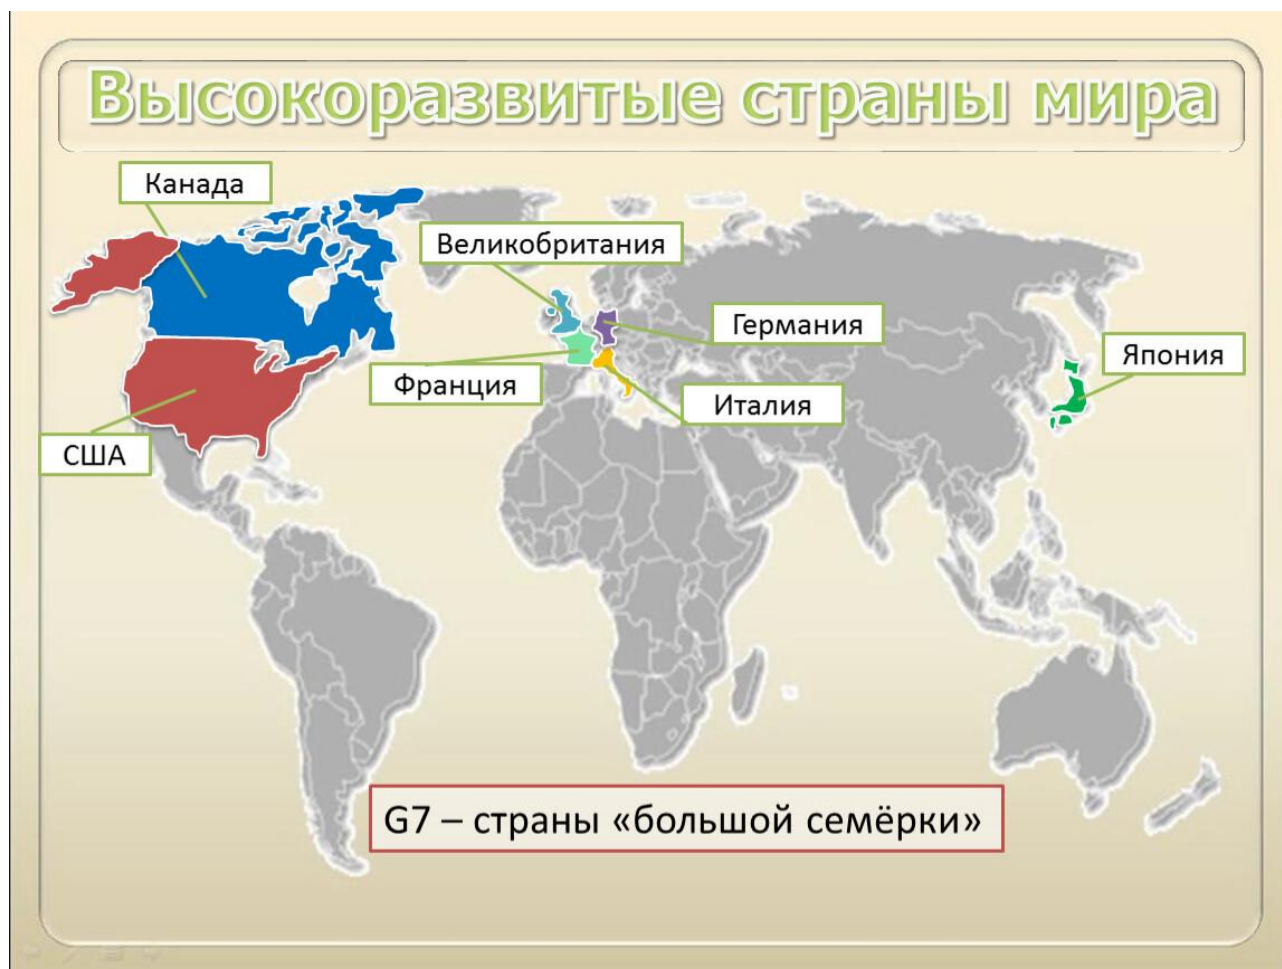 Высокоразвитые страны мира
Канада
Великобритания
Германия
Япония
Франция
Италия
США
G7 – страны «большой семёрки»